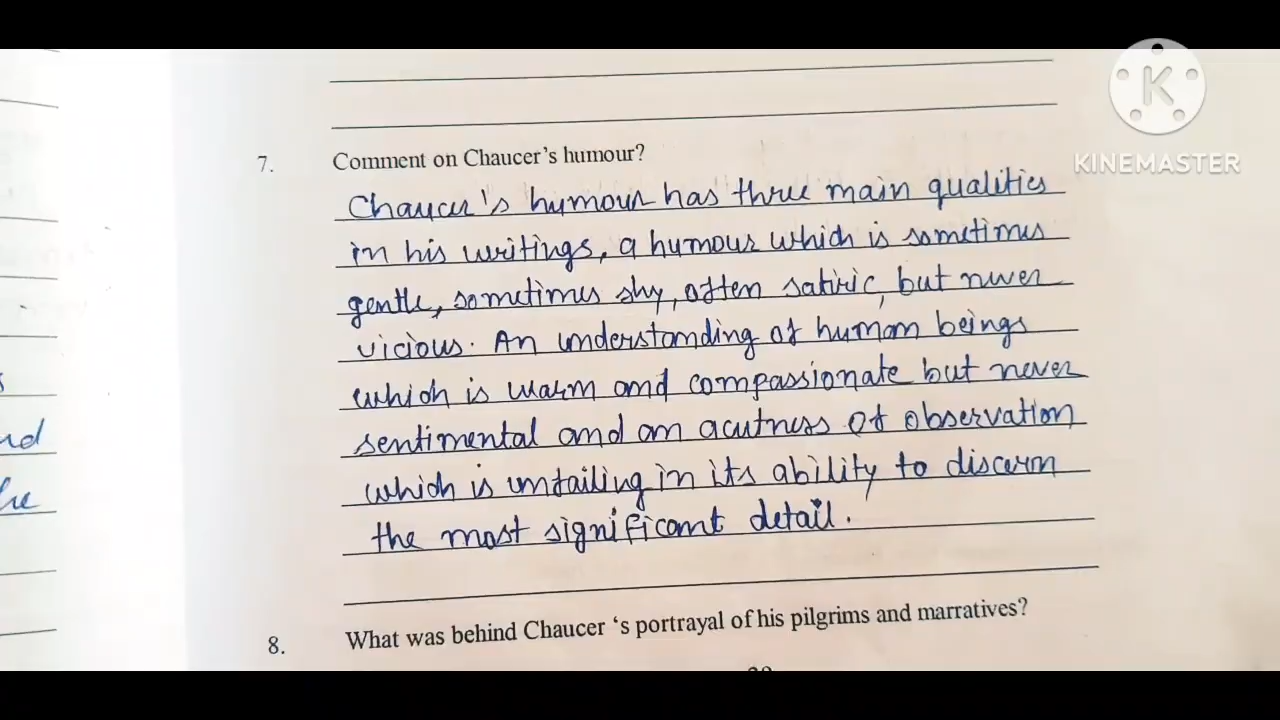 KINEMASTER
7. Comment on Chaucer's humour?
Chaucer's humour has three main qualities
in his writings, a humour which is sometimes
gentle, sometimes shy, often satiric, but never
vicious. An understanding of human beings
which is warm and compassionate but never
sentimental and an acutness of observation
which is unfailing in its ability to discern
the most significant detail.
8. What was behind Chaucer 's portrayal of his pilgrims and marratives?